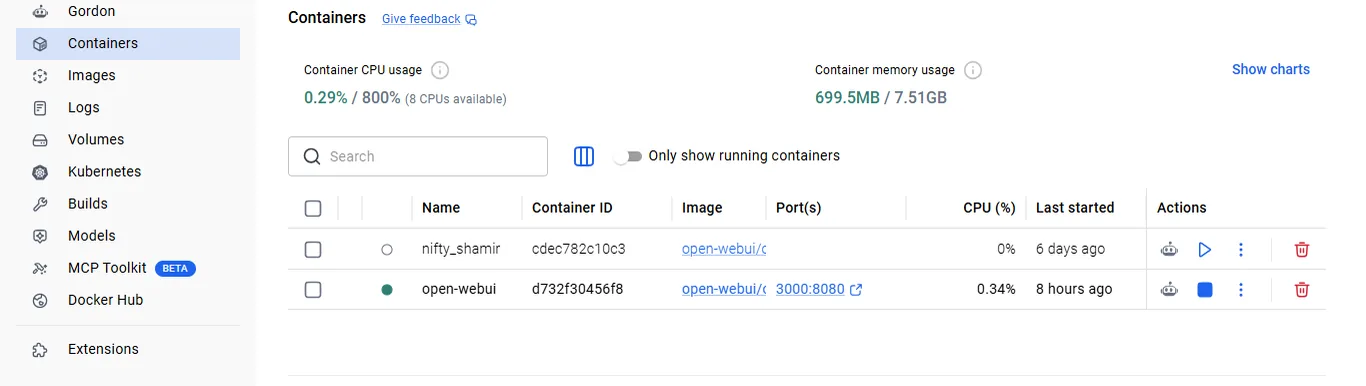 Gordon
Containers
Images
Logs
Volumes
Kubernetes
Builds
Models
MCP Toolkit BETA
Docker Hub
Extensions
Containers Give feedback
Container CPU usage
0.29% / 800% (8 CPUs available)
Container memory usage
699.5MB / 7.51GB
Show charts
Search
Only show running containers
Name Container ID Image Port(s) CPU (%) Last started Actions
nifty_shamir cdec782c10c3 open-webui/c 0% 6 days ago
open-webui d732f30456f8 open-webui/c 3000:8080 0.34% 8 hours ago